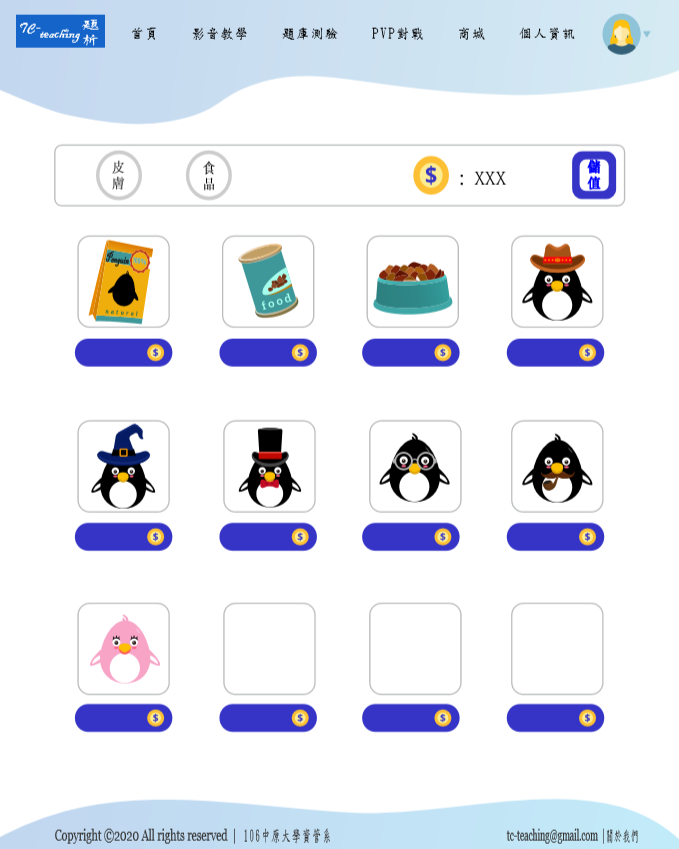 TC-teaching 題析
首頁 影音教學 題庫測驗 PVP對戰 商城 個人資訊
皮膚 食品 $ : XXX 儲值
Penguin
natural
food
$ $ $ $
$ $ $ $
$ $ $ $
Copyright ©2020 All rights reserved | 106中原大學資管系 tc-teaching@gmail.com |關於我們